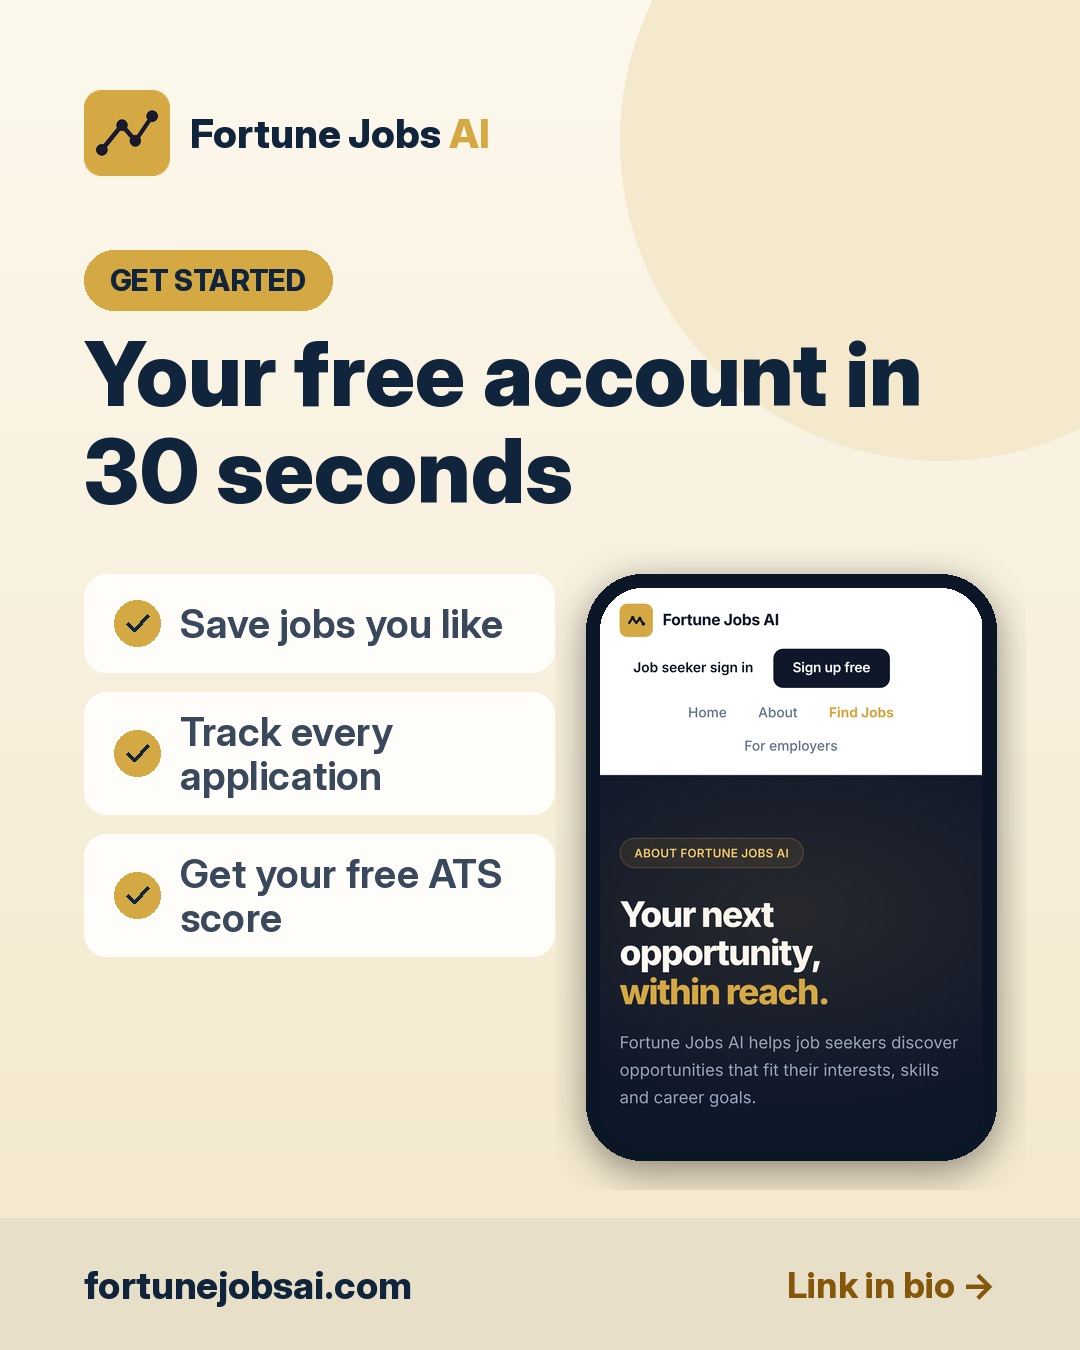 Fortune Jobs AI
GET STARTED
Your free account in
30 seconds
Save jobs you like
Track every
application
Get your free ATS
score
Fortune Jobs AI
Job seeker sign in
Sign up free
Home
About
Find Jobs
For employers
ABOUT FORTUNE JOBS AI
Your next
opportunity,
within reach.
Fortune Jobs AI helps job seekers discover
opportunities that fit their interests, skills
and career goals.
fortunejobsai.com
Link in bio →